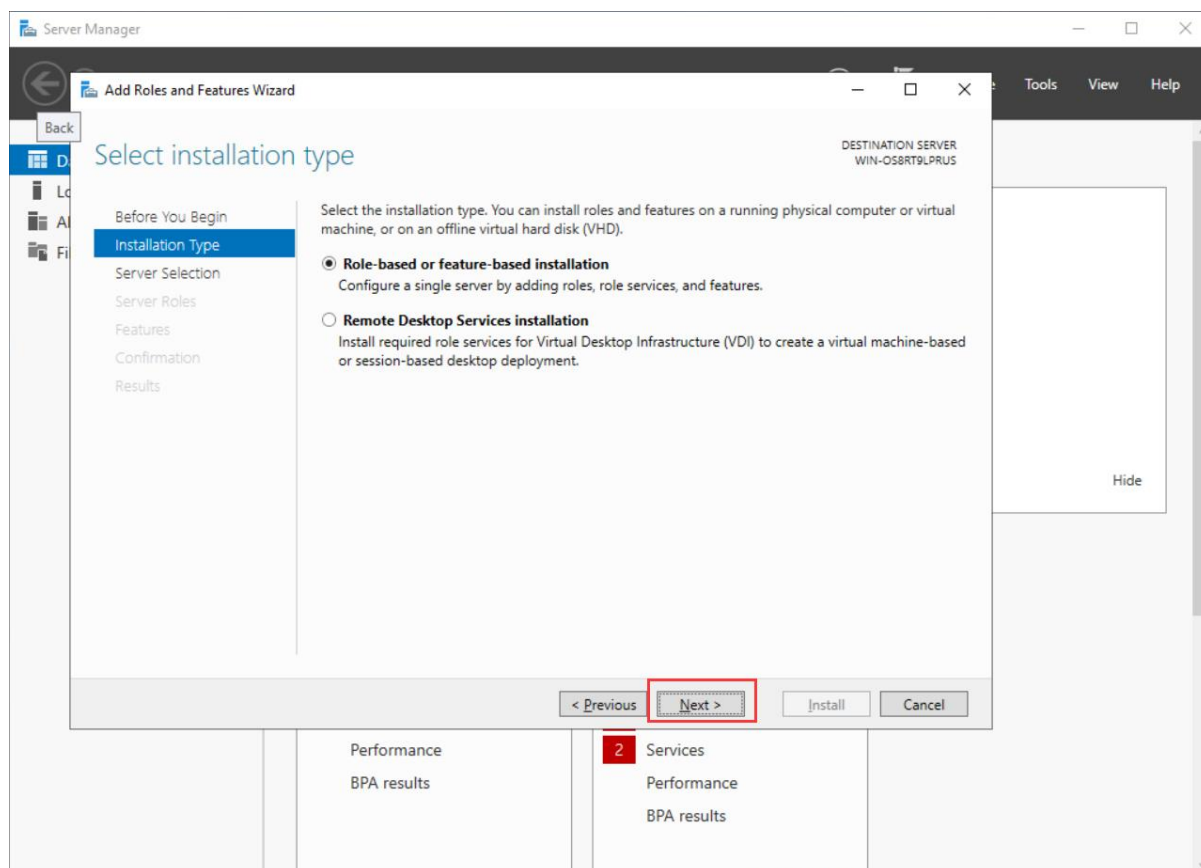 Server Manager
Tools View Help
Back
Add Roles and Features Wizard
Select installation type
DESTINATION SERVER
WIN-OS8RT9LPRUS
Before You Begin
Installation Type
Server Selection
Server Roles
Features
Confirmation
Results
Select the installation type. You can install roles and features on a running physical computer or virtual
machine, or on an offline virtual hard disk (VHD).
Role-based or feature-based installation
Configure a single server by adding roles, role services, and features.
Remote Desktop Services installation
Install required role services for Virtual Desktop Infrastructure (VDI) to create a virtual machine-based
or session-based desktop deployment.
< Previous Next > Install Cancel
Hide
Performance
BPA results
2 Services
Performance
BPA results